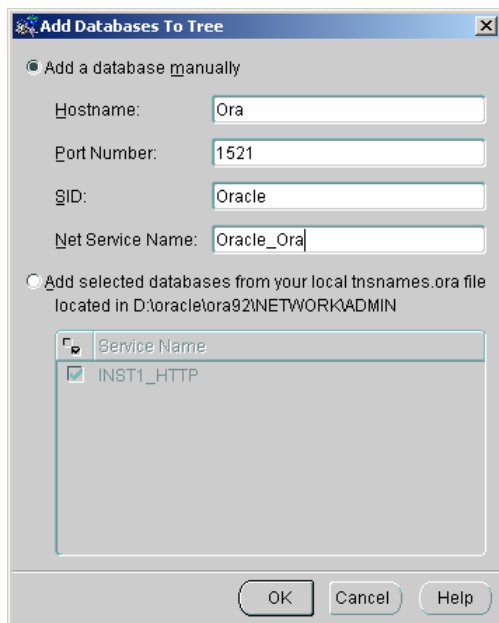 Add Databases To Tree
Add a database manually
Hostname: Ora
Port Number: 1521
SID: Oracle
Net Service Name: Oracle_Ora
Add selected databases from your local tnsnames.ora file
located in D:\oracle\ora92\NETWORK\ADMIN
Service Name
INST1_HTTP
OK Cancel Help